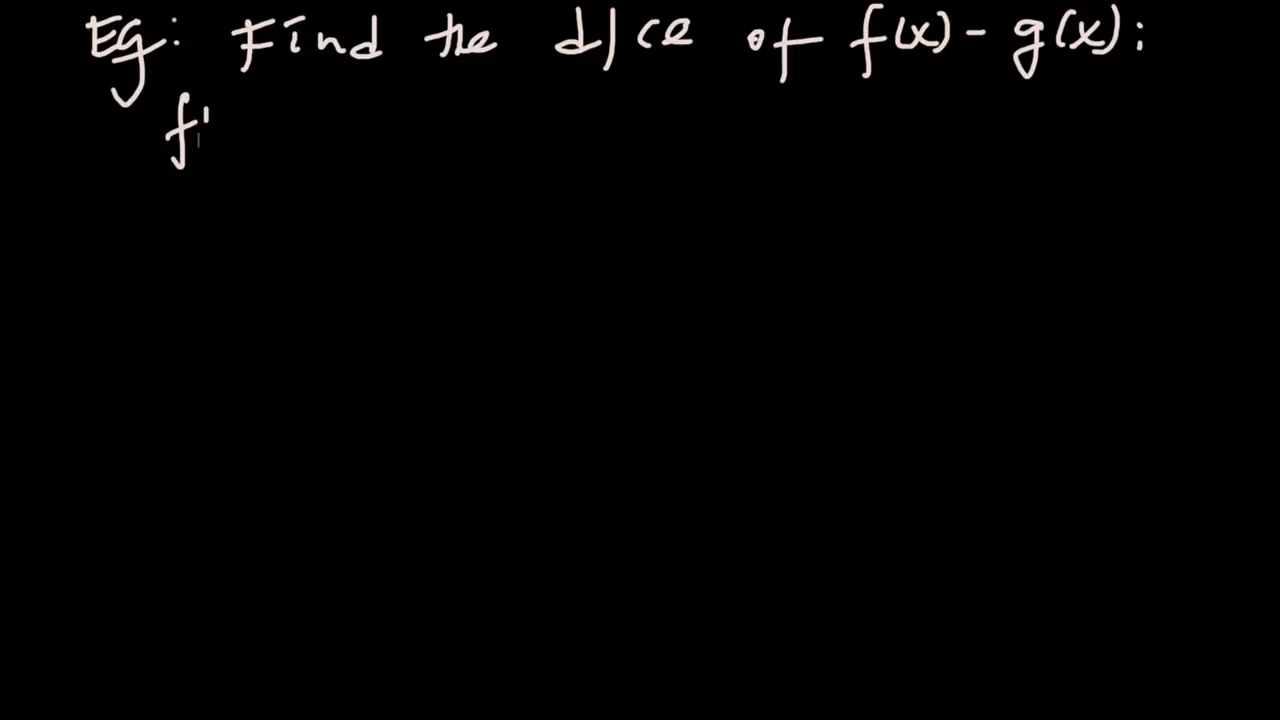 Eg: Find the d/ce of f(x) - g(x):
f'